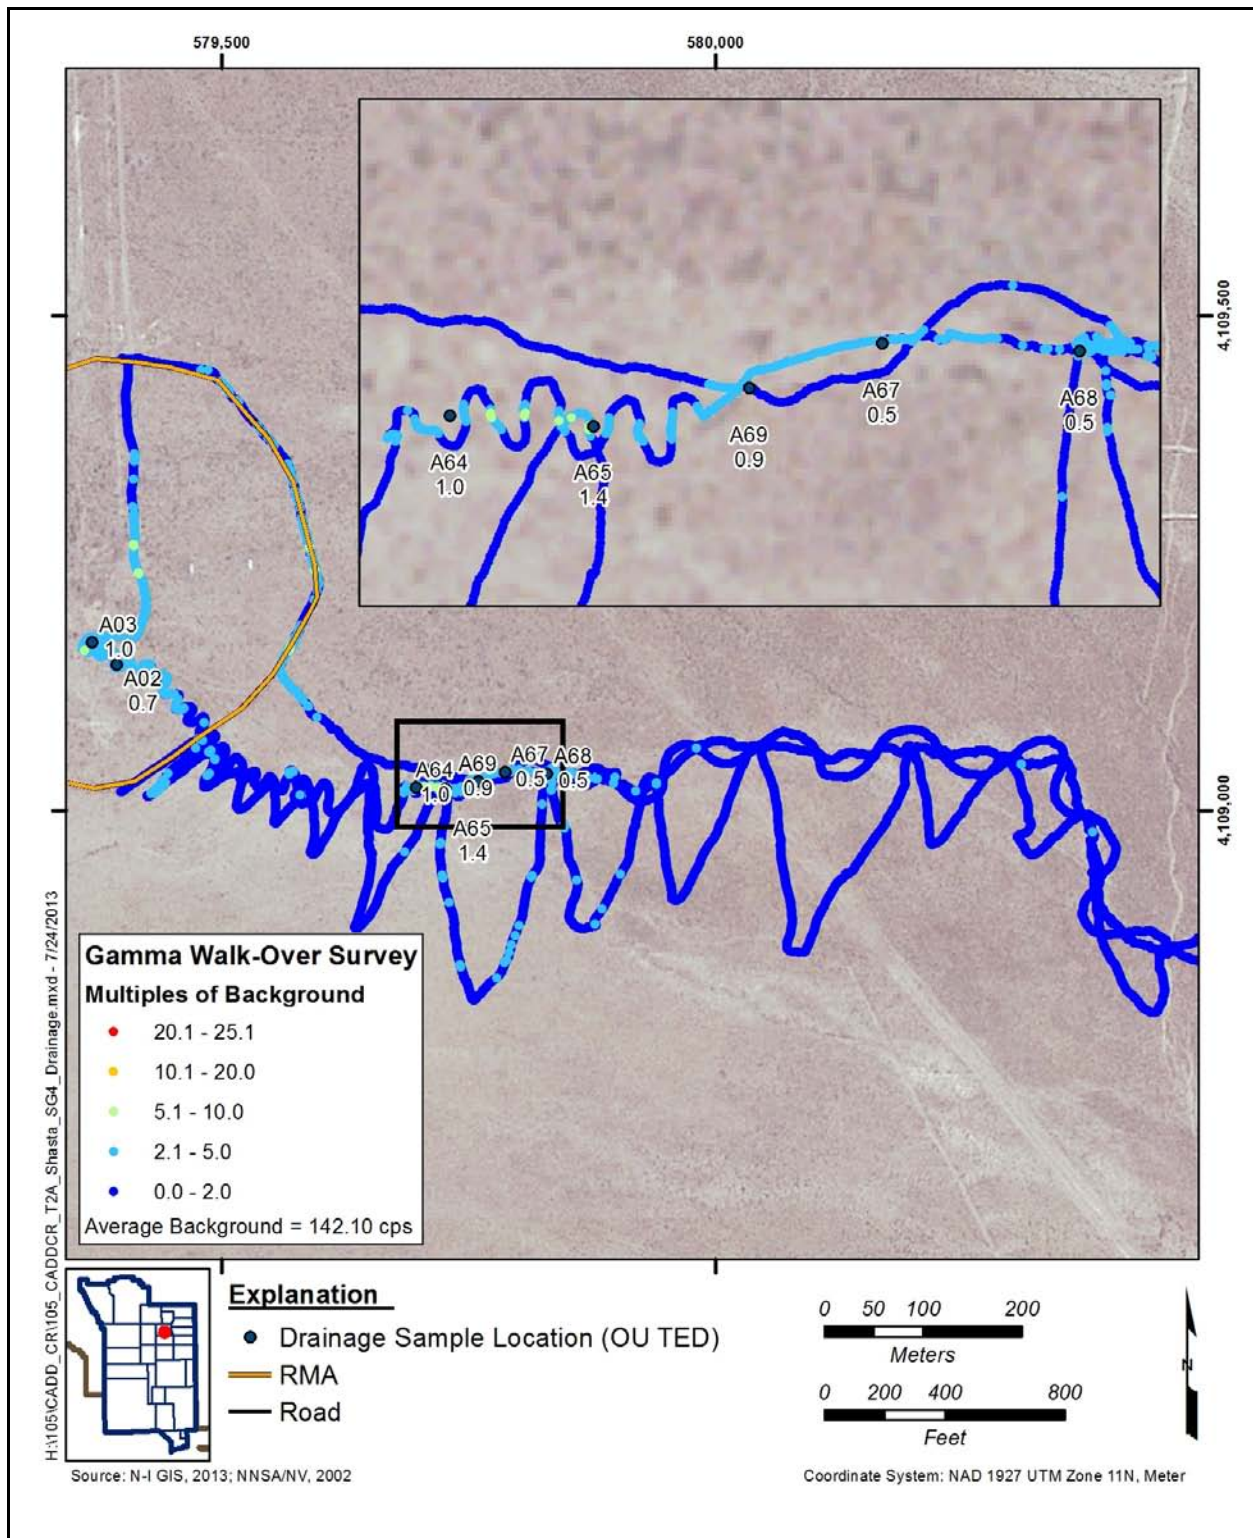 579,500
580,000
4,109,500
4,109,000
A64
1.0
A65
1.4
A69
0.9
A67
0.5
A68
0.5
A03
1.0
A02
0.7
A64
1.0
A69
0.9
A67
0.5
A68
0.5
A65
1.4
Gamma Walk-Over Survey
Multiples of Background
20.1 - 25.1
10.1 - 20.0
5.1 - 10.0
2.1 - 5.0
0.0 - 2.0
Average Background = 142.10 cps
H:\105\CADD_CR\105_CADDCR_T2A_Shasta_SG4_Drainage.mxd - 7/24/2013
Explanation
Drainage Sample Location (OU TED)
RMA
Road
0 50 100 200
Meters
0 200 400 800
Feet
N
Source: N-I GIS, 2013; NNSA/NV, 2002
Coordinate System: NAD 1927 UTM Zone 11N, Meter